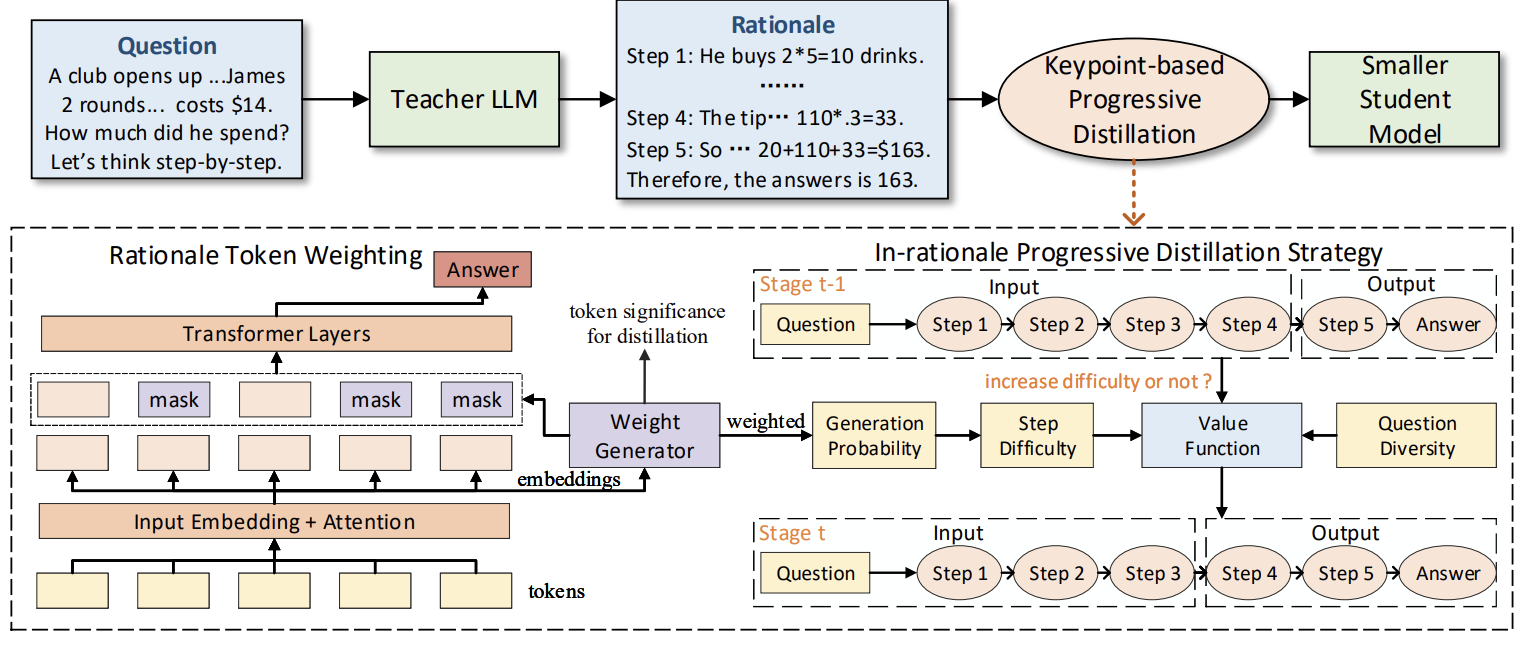 Question
A club opens up ...James
2 rounds... costs $14.
How much did he spend?
Let's think step-by-step.
Teacher LLM
Rationale
Step 1: He buys 2*5=10 drinks.
······
Step 4: The tip··· 110*.3=33.
Step 5: So ··· 20+110+33=$163.
Therefore, the answers is 163.
Keypoint-based
Progressive
Distillation
Smaller
Student
Model
Rationale Token Weighting
Answer
Transformer Layers
mask
mask
mask
Input Embedding + Attention
tokens
embeddings
token significance
for distillation
Weight
Generator
weighted
In-rationale Progressive Distillation Strategy
Stage t-1
Input
Output
Question
Step 1
Step 2
Step 3
Step 4
Step 5
Answer
increase difficulty or not ?
Generation
Probability
Step
Difficulty
Value
Function
Question
Diversity
Stage t
Input
Output
Question
Step 1
Step 2
Step 3
Step 4
Step 5
Answer